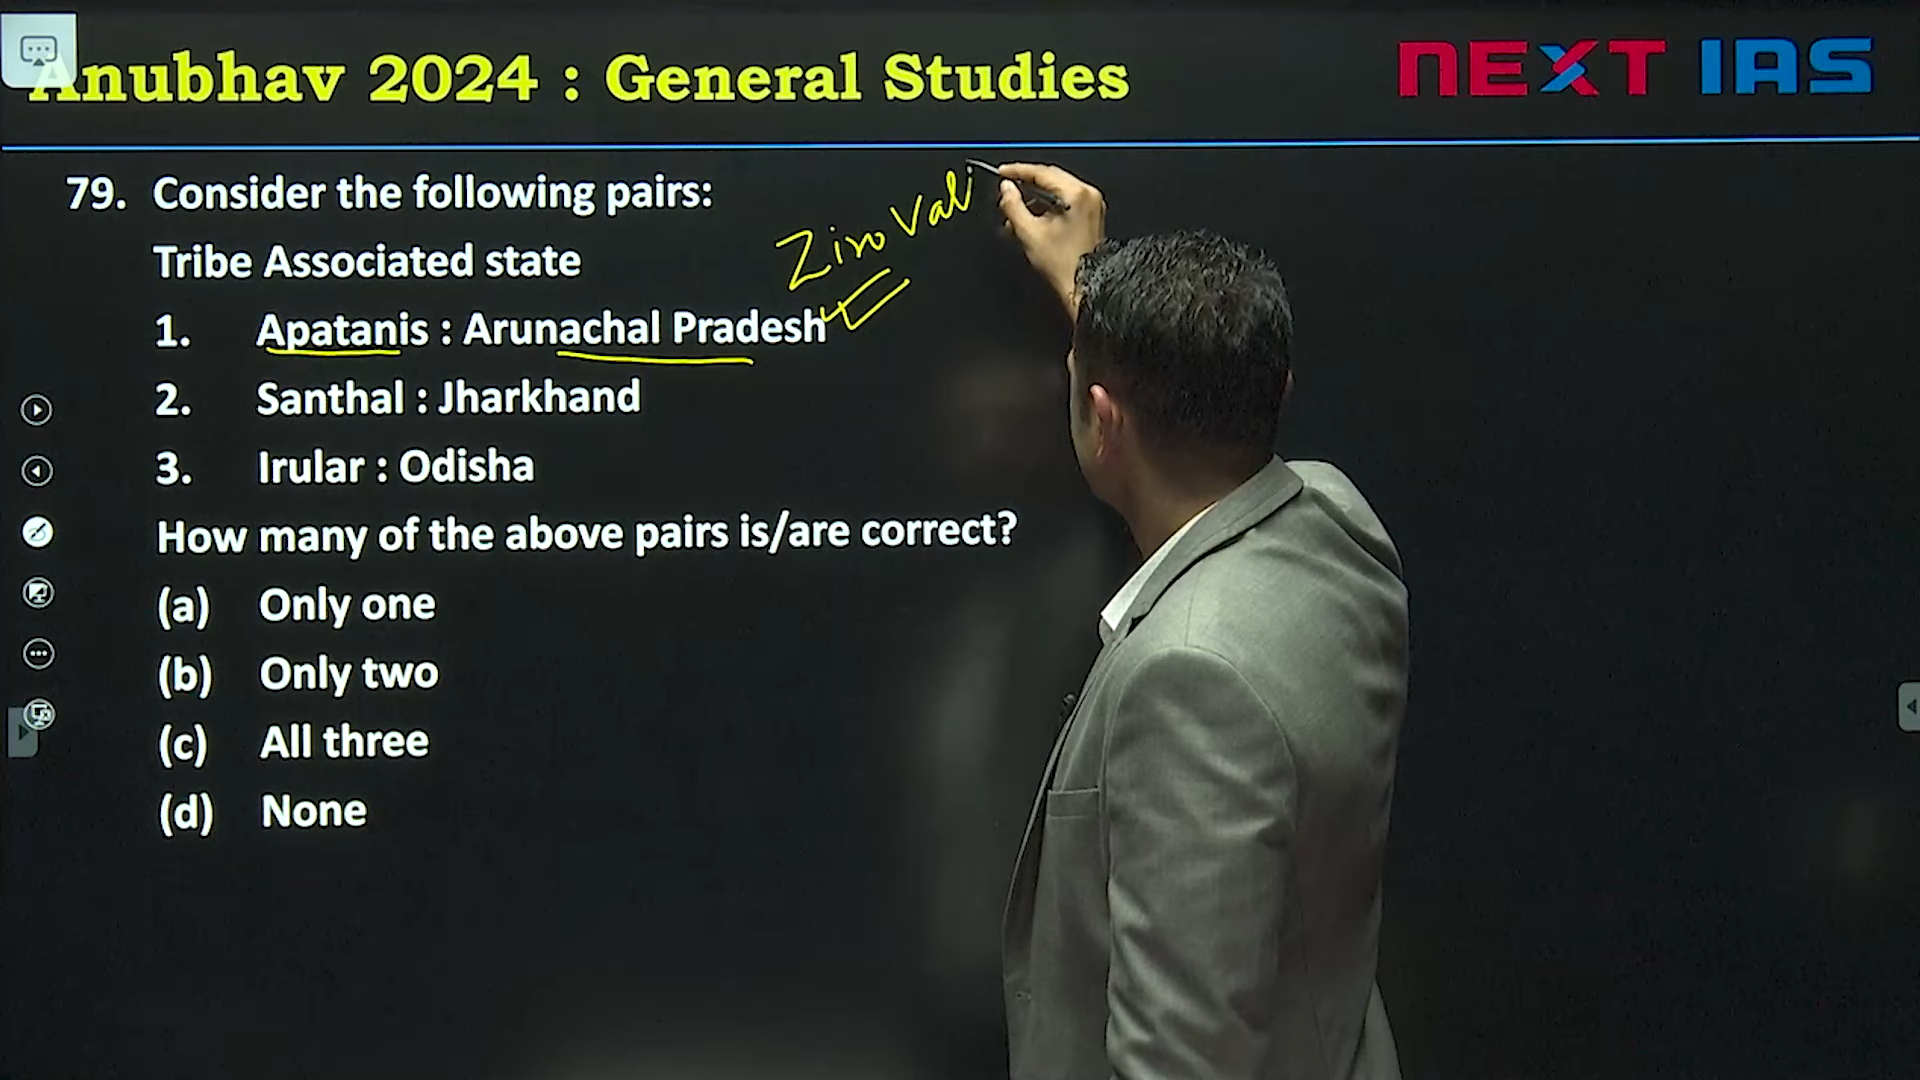 Anubhav 2024 : General Studies
NEXT IAS
79. Consider the following pairs:
Ziro Val
Tribe Associated state
1. Apatanis : Arunachal Pradesh
2. Santhal : Jharkhand
3. Irular : Odisha
How many of the above pairs is/are correct?
(a) Only one
(b) Only two
(c) All three
(d) None